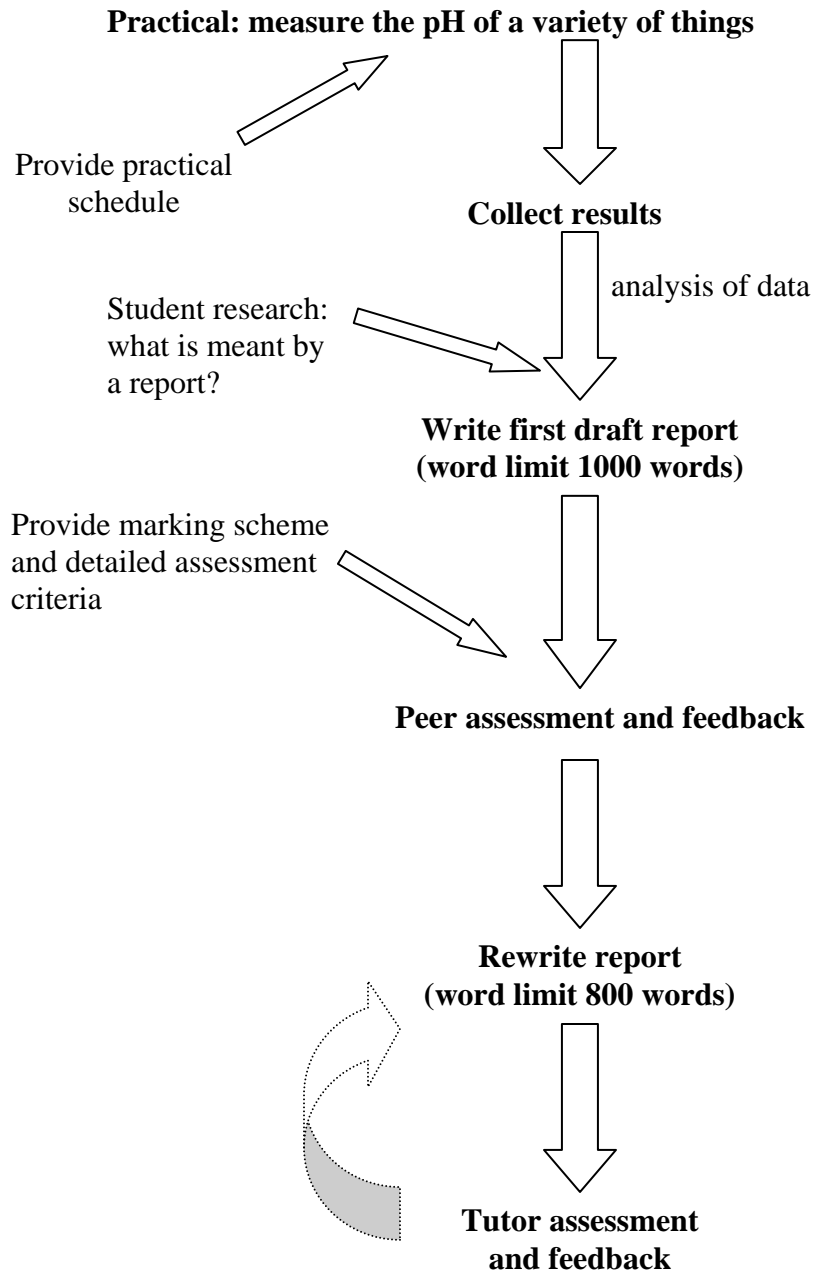 Practical: measure the pH of a variety of things
Provide practical
schedule
Collect results
analysis of data
Student research:
what is meant by
a report?
Write first draft report
(word limit 1000 words)
Provide marking scheme
and detailed assessment
criteria
Peer assessment and feedback
Rewrite report
(word limit 800 words)
Tutor assessment
and feedback